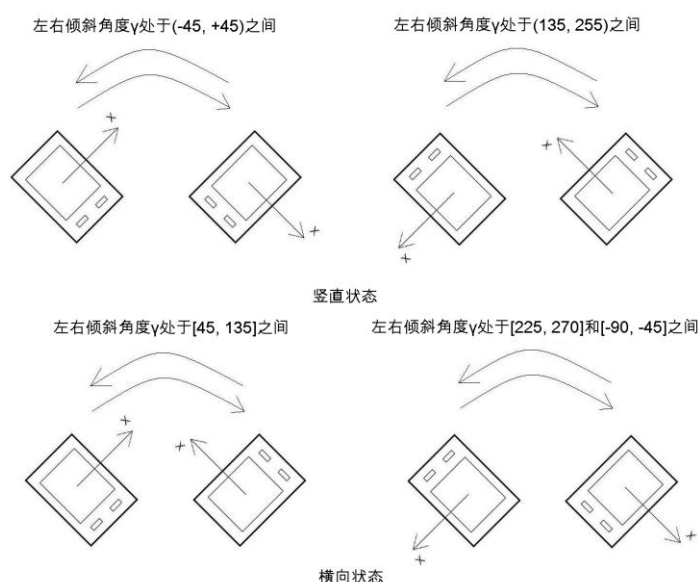 左右倾斜角度γ处于(-45, +45)之间
左右倾斜角度γ处于(135, 255)之间
+
+
+
+
竖直状态
左右倾斜角度γ处于[45, 135]之间
左右倾斜角度γ处于[225, 270]和[-90, -45]之间
+
+
+
+
横向状态